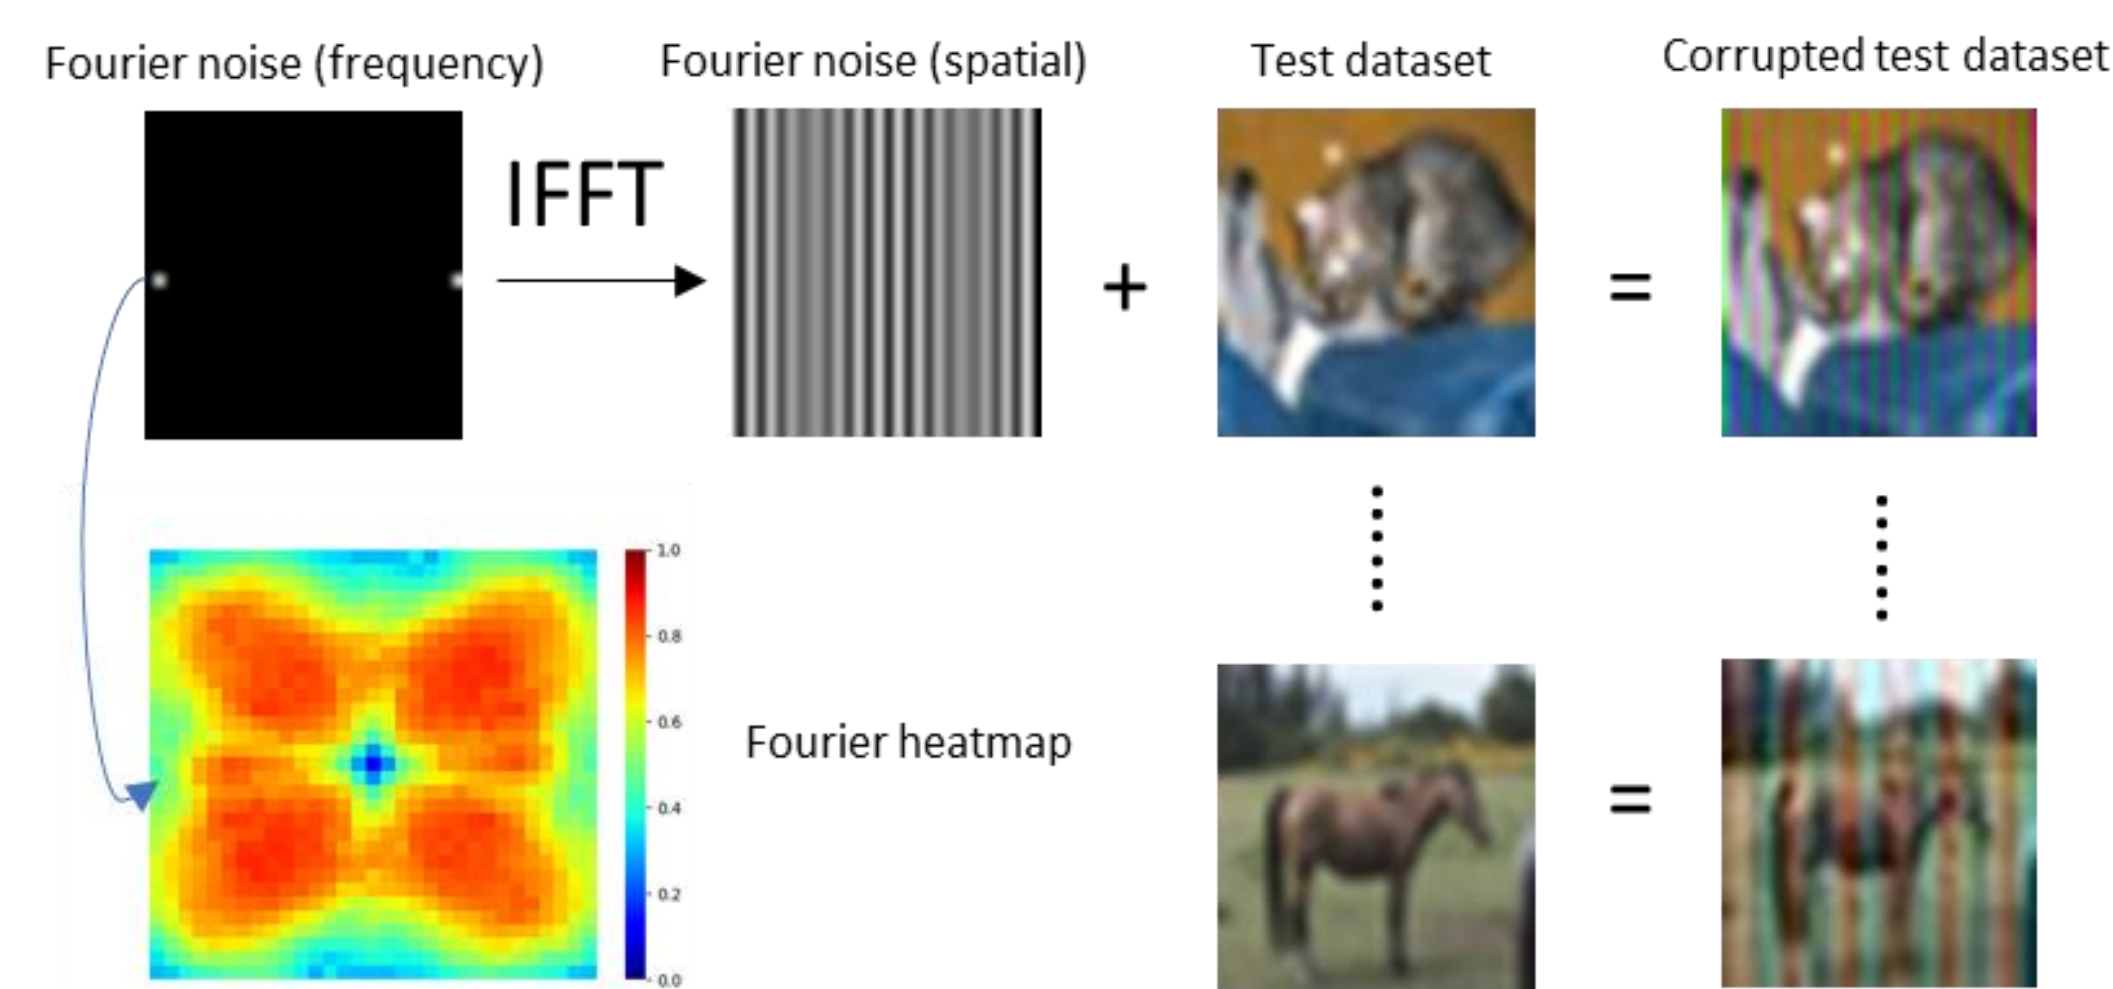 Fourier noise (frequency)
Fourier noise (spatial)
Test dataset
Corrupted test dataset
IFFT
+
=
1.0
0.8
0.6
0.4
0.2
0.0
Fourier heatmap
=